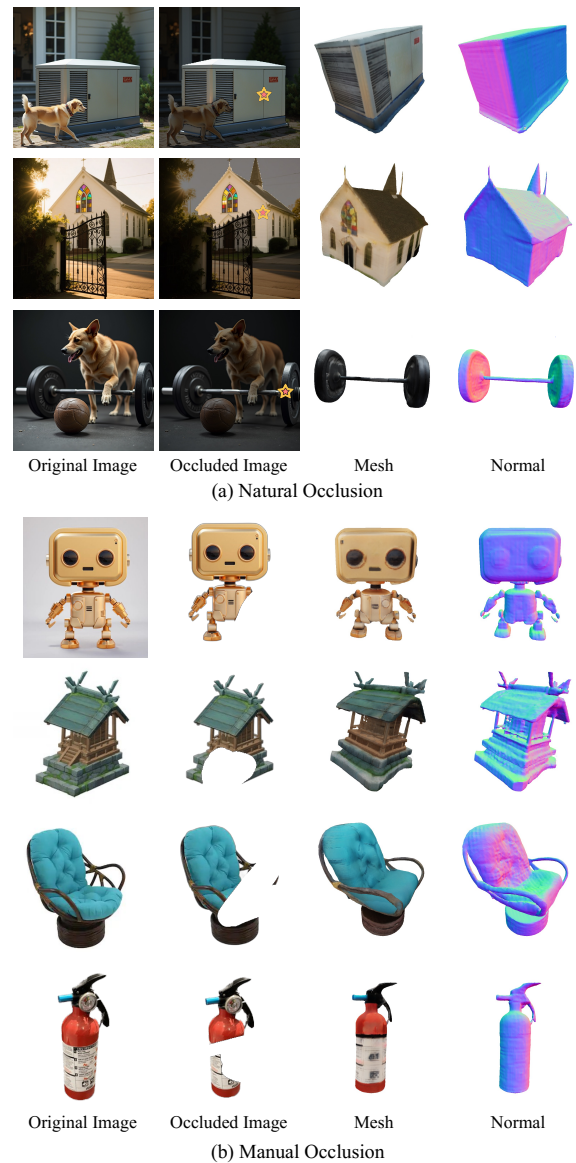 Original Image Occluded Image Mesh Normal
(a) Natural Occlusion
Original Image Occluded Image Mesh Normal
(b) Manual Occlusion